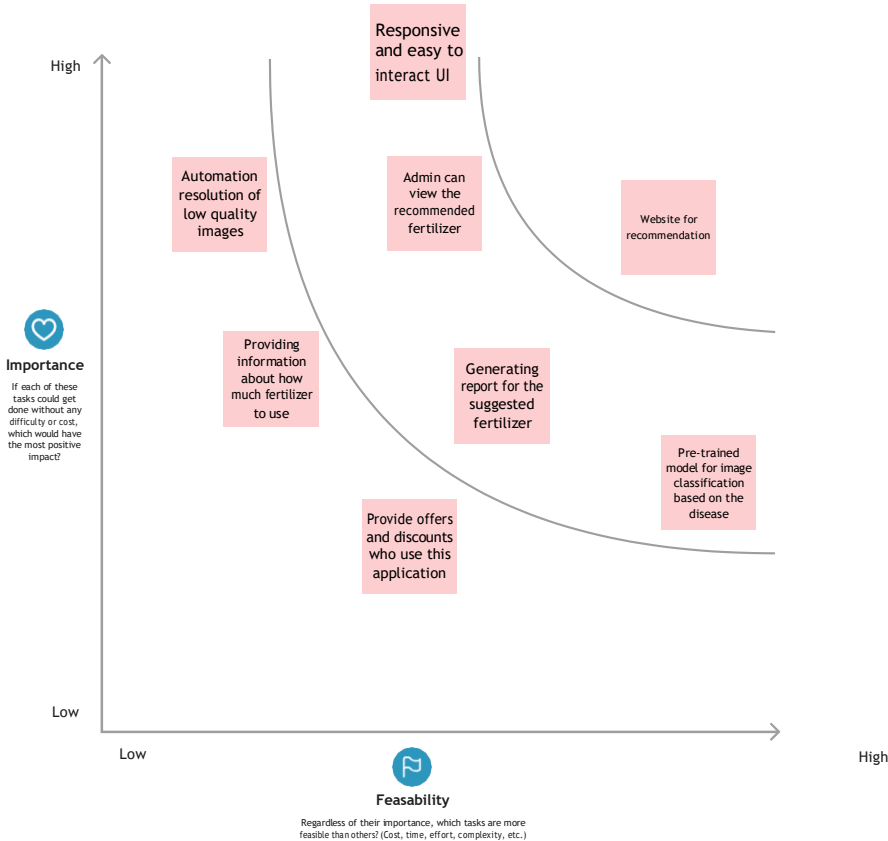 Responsive
and easy to
interact UI
High
Automation
resolution of
low quality
images
Admin can
view the
recommended
fertilizer
Website for
recommendation
Importance
If each of these
tasks could get
done without any
difficulty or cost,
which would have
the most positive
impact?
Providing
information
about how
much fertilizer
to use
Generating
report for the
suggested
fertilizer
Pre-trained
model for image
classification
based on the
disease
Provide offers
and discounts
who use this
application
Low
Low
High
Feasability
Regardless of their importance, which tasks are more
feasible than others? (Cost, time, effort, complexity, etc.)